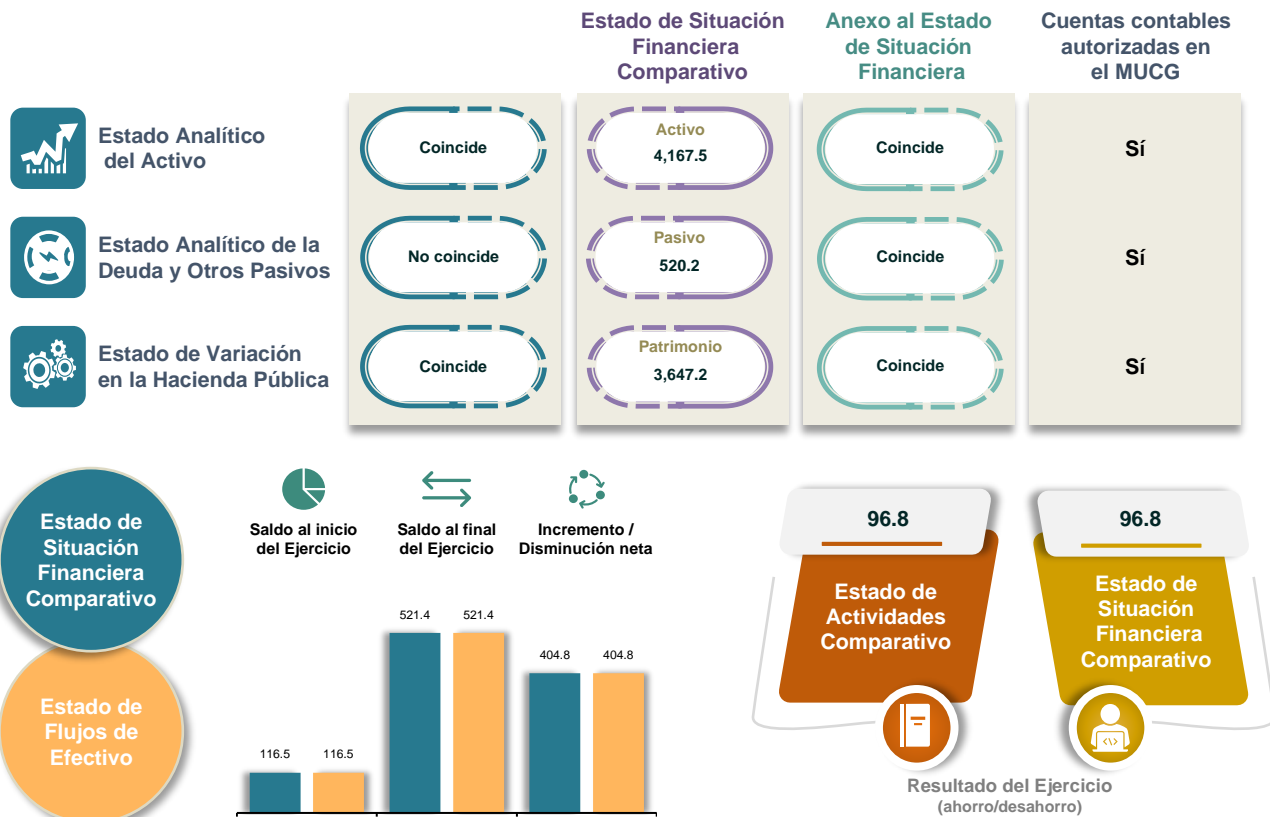 Estado de Situación
Financiera
Comparativo
Anexo al Estado
de Situación
Financiera
Cuentas contables
autorizadas en
el MUCG
Estado Analítico
del Activo
Coincide
Activo
4,167.5
Coincide
Sí
Estado Analítico de la
Deuda y Otros Pasivos
No coincide
Pasivo
520.2
Coincide
Sí
Estado de Variación
en la Hacienda Pública
Coincide
Patrimonio
3,647.2
Coincide
Sí
Estado de
Situación
Financiera
Comparativo
Estado de
Flujos de
Efectivo
Saldo al inicio
del Ejercicio
Saldo al final
del Ejercicio
Incremento /
Disminución neta
116.5
116.5
521.4
521.4
404.8
404.8
96.8
Estado de
Actividades
Comparativo
96.8
Estado de
Situación
Financiera
Comparativo
Resultado del Ejercicio
(ahorro/desahorro)